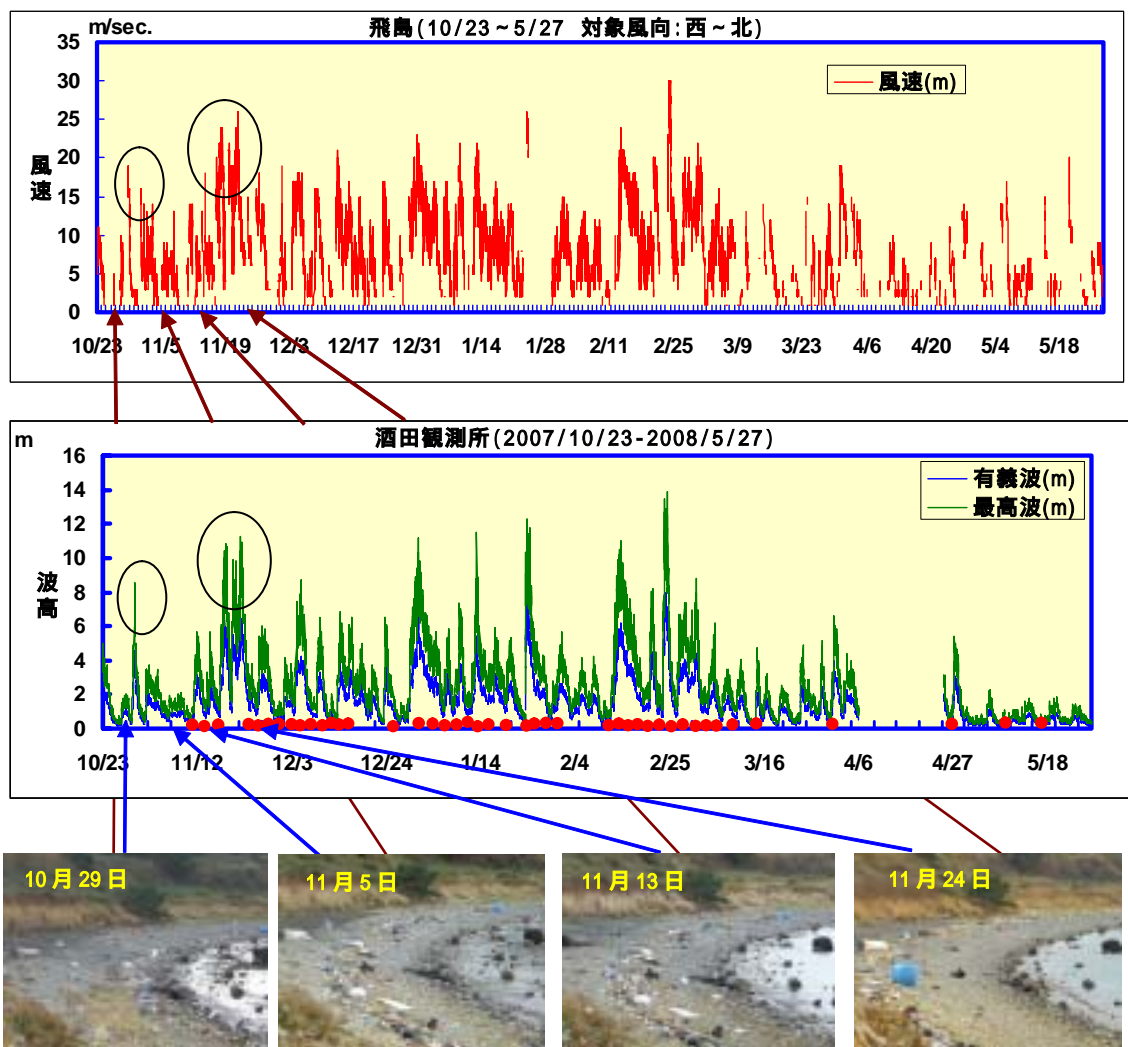 m/sec.
飛島(10/23~5/27 対象風向:西~北)
35
30
25
20
15
10
5
0
風速
風速(m)
10/23 11/5 11/19 12/3 12/17 12/31 1/14 1/28 2/11 2/25 3/9 3/23 4/6 4/20 5/4 5/18
m
酒田観測所(2007/10/23-2008/5/27)
16
14
12
10
8
6
4
2
0
波高
有義波(m)
最高波(m)
10/23 11/12 12/3 12/24 1/14 2/4 2/25 3/16 4/6 4/27 5/18
10月29日
11月5日
11月13日
11月24日